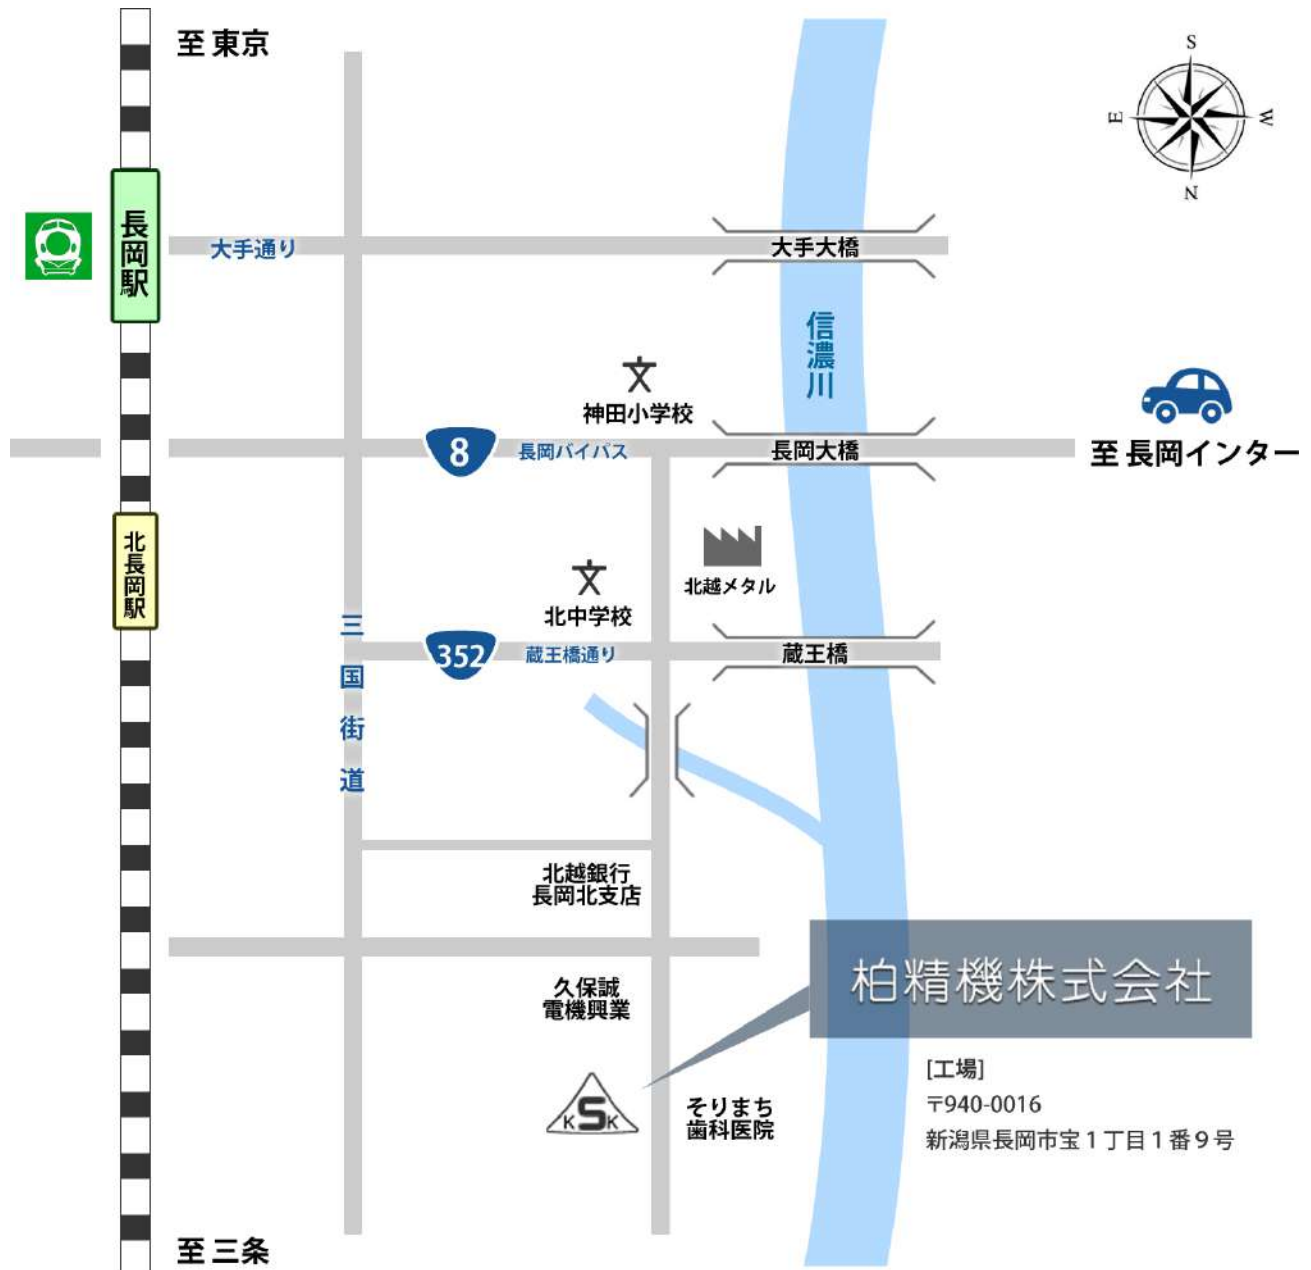 至 東京
S
E
W
N
長岡駅
大手通り
大手大橋
信濃川
神田小学校
8
長岡バイパス
長岡大橋
至 長岡インター
北長岡駅
北越メタル
北中学校
三国街道
352
蔵王橋通り
蔵王橋
北越銀行
長岡北支店
柏精機株式会社
久保誠
電機興業
[工場]
〒940-0016
新潟県長岡市宝1丁目1番9号
KSK
そりまち
歯科医院
至 三条